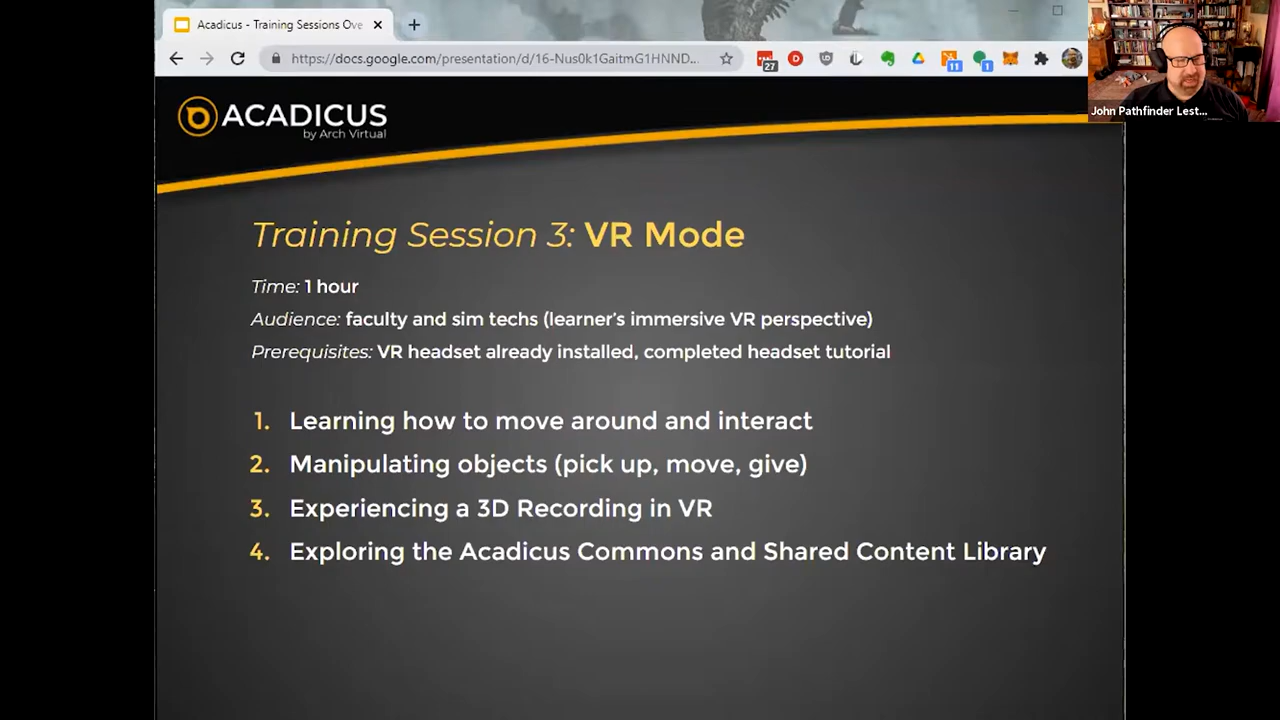 Acadicus - Training Sessions Ove
https://docs.google.com/presentation/d/16-Nus0k1GaitmG1HNND...
27
11
1
John Pathfinder Lest...
ACADICUS
by Arch Virtual
Training Session 3: VR Mode
Time: 1 hour
Audience: faculty and sim techs (learner's immersive VR perspective)
Prerequisites: VR headset already installed, completed headset tutorial
1. Learning how to move around and interact
2. Manipulating objects (pick up, move, give)
3. Experiencing a 3D Recording in VR
4. Exploring the Acadicus Commons and Shared Content Library